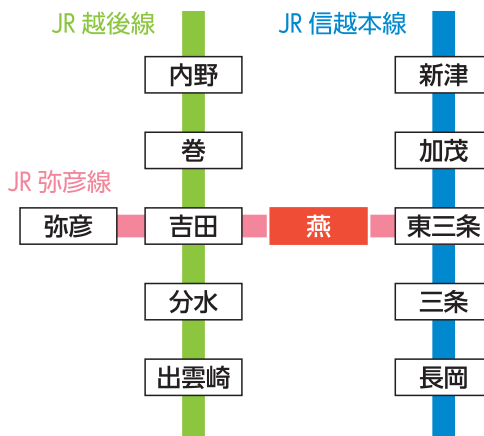 JR 越後線
JR 信越本線
内野
新津
巻
加茂
JR 弥彦線
弥彦
吉田
燕
東三条
分水
三条
出雲崎
長岡